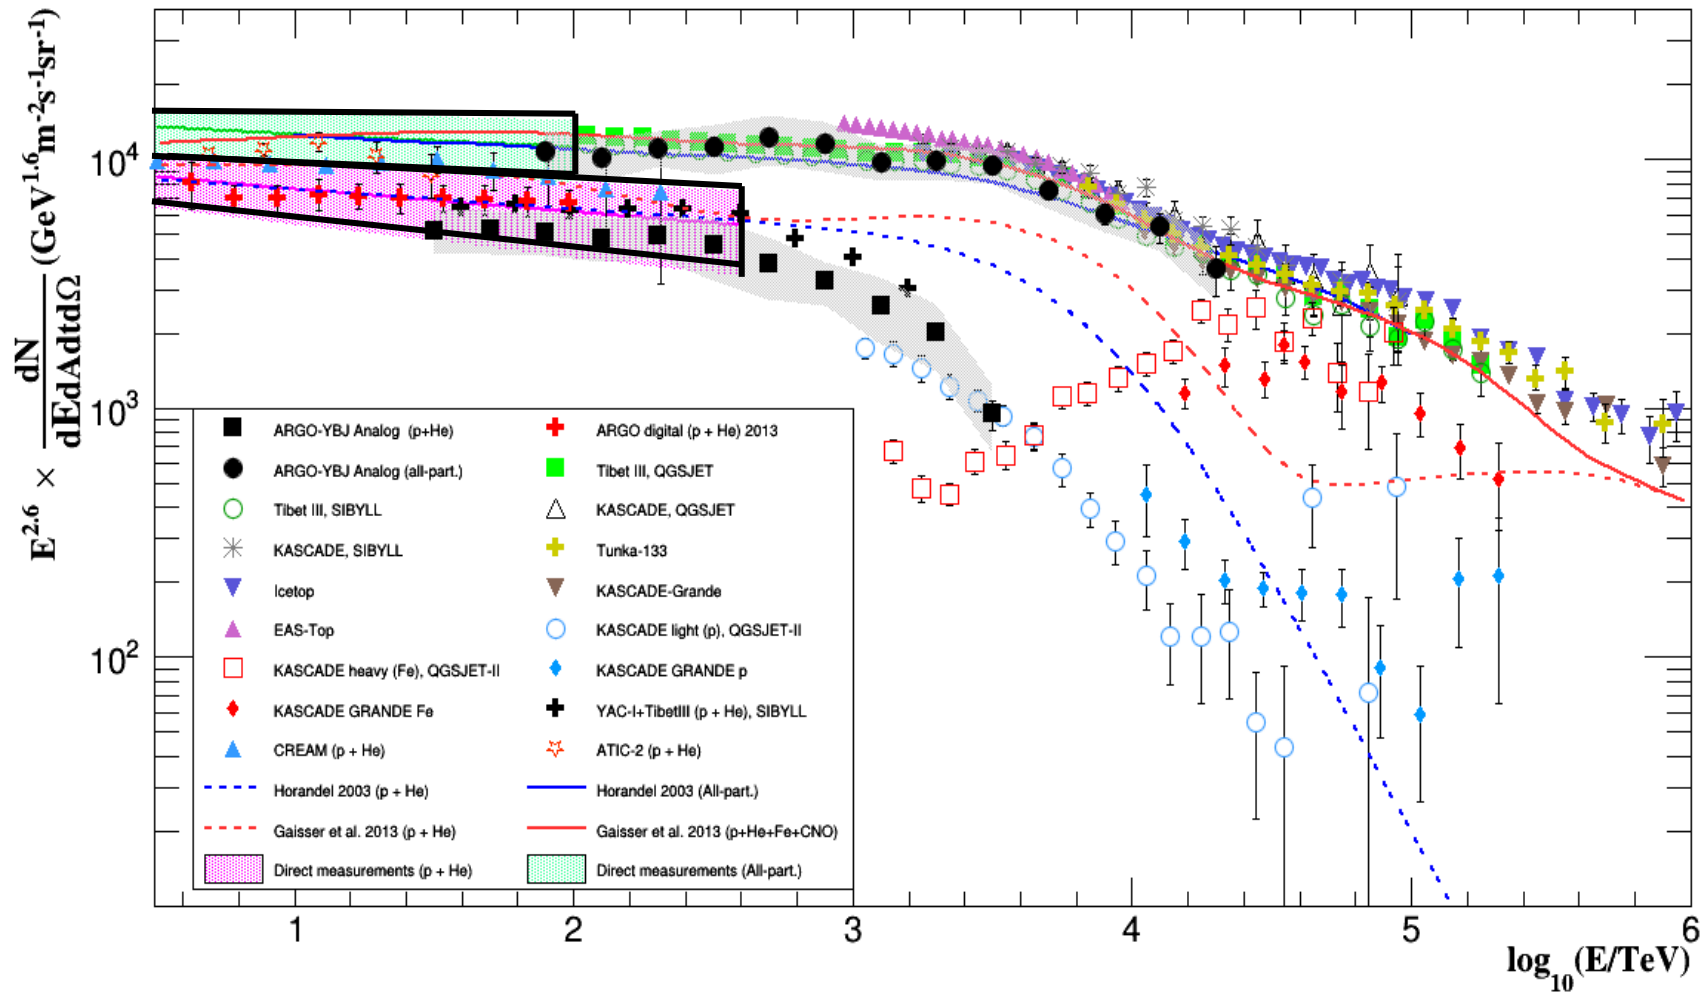 E^2.6 × dN/dEdAdtdΩ (GeV^1.6 m^-2 s^-1 sr^-1)
10^4
10^3
10^2
ARGO-YBJ Analog (p+He)
ARGO digital (p + He) 2013
ARGO-YBJ Analog (all-part.)
Tibet III, QGSJET
Tibet III, SIBYLL
KASCADE, QGSJET
KASCADE, SIBYLL
Tunka-133
Icetop
KASCADE-Grande
EAS-Top
KASCADE light (p), QGSJET-II
KASCADE heavy (Fe), QGSJET-II
KASCADE GRANDE p
KASCADE GRANDE Fe
YAC-I+TibetIII (p + He), SIBYLL
CREAM (p + He)
ATIC-2 (p + He)
Horandel 2003 (p + He)
Horandel 2003 (All-part.)
Gaisser et al. 2013 (p + He)
Gaisser et al. 2013 (p+He+Fe+CNO)
Direct measurements (p + He)
Direct measurements (All-part.)
1 2 3 4 5 6
log10(E/TeV)